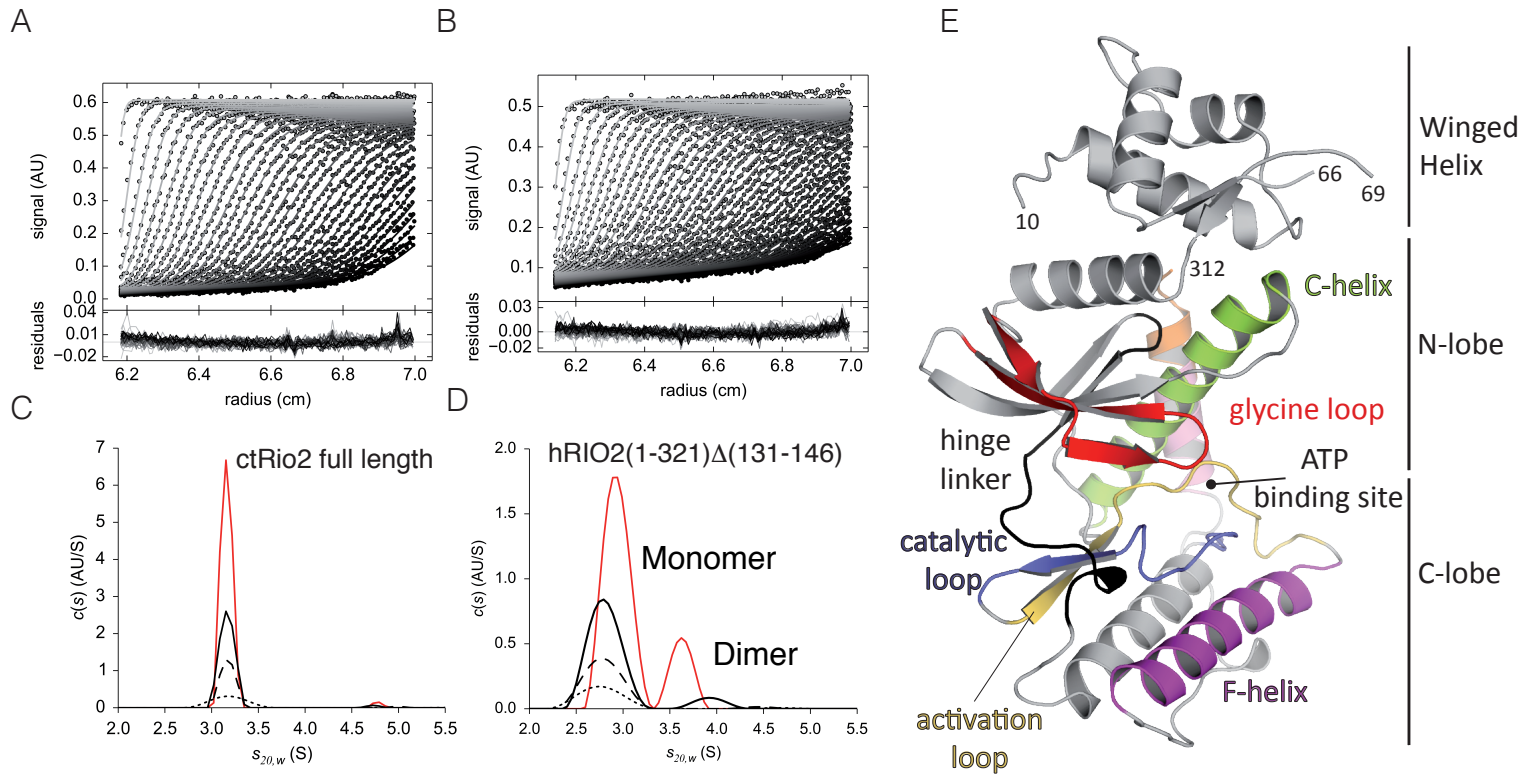 A
B
E
0.6
0.5
0.4
0.3
0.2
0.1
0.0
signal (AU)
0.04
0.01
−0.02
residuals
6.2 6.4 6.6 6.8 7.0
radius (cm)
0.5
0.4
0.3
0.2
0.1
signal (AU)
0.03
0.00
−0.02
residuals
6.2 6.4 6.6 6.8 7.0
radius (cm)
C
D
ctRio2 full length
7
6
5
4
3
2
1
0
c(s) (AU/S)
2.0 2.5 3.0 3.5 4.0 4.5 5.0 5.5
s20,w (S)
hRIO2(1-321)Δ(131-146)
2.0
1.5
1.0
0.5
0.0
c(s) (AU/S)
Monomer
Dimer
2.0 2.5 3.0 3.5 4.0 4.5 5.0 5.5
s20,w (S)
Winged
Helix
66
69
10
312
C-helix
N-lobe
glycine loop
hinge
linker
ATP
binding site
catalytic
loop
C-lobe
F-helix
activation
loop